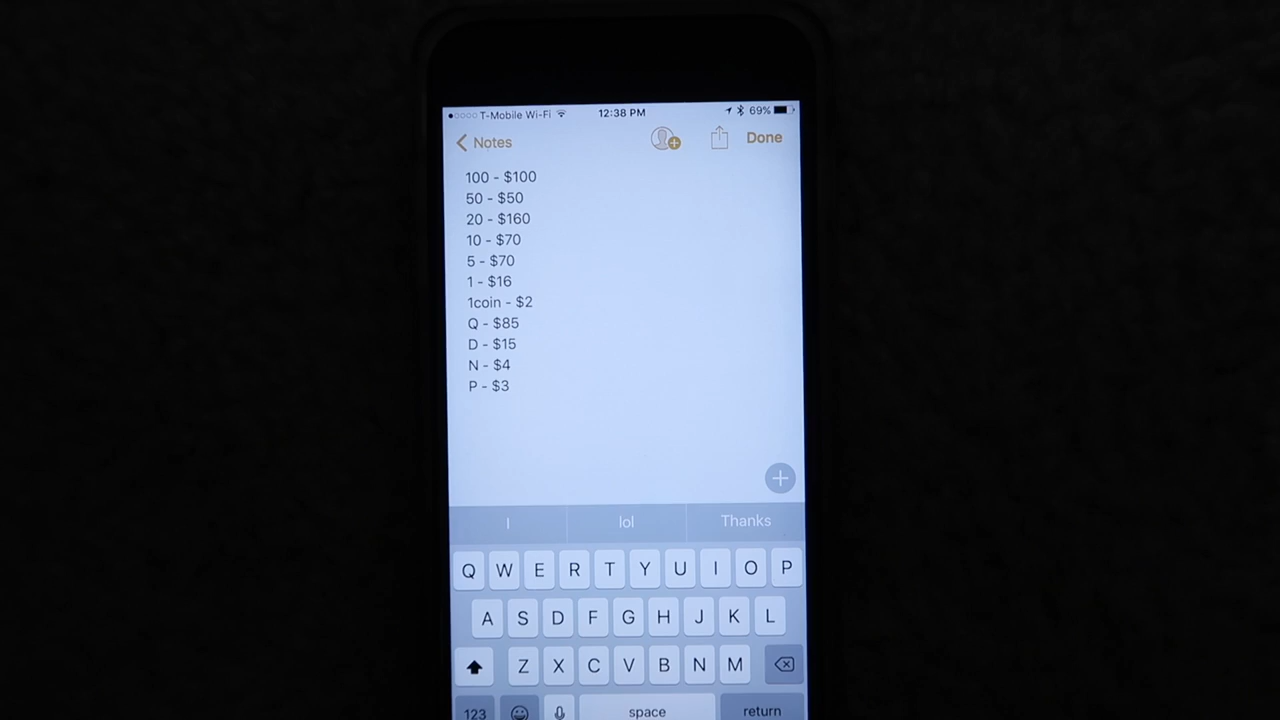 T-Mobile Wi-Fi 12:38 PM 69%
Notes Done
100 - $100
50 - $50
20 - $160
10 - $70
5 - $70
1 - $16
1coin - $2
Q - $85
D - $15
N - $4
P - $3
I lol Thanks
Q W E R T Y U I O P
A S D F G H J K L
Z X C V B N M
123 space return